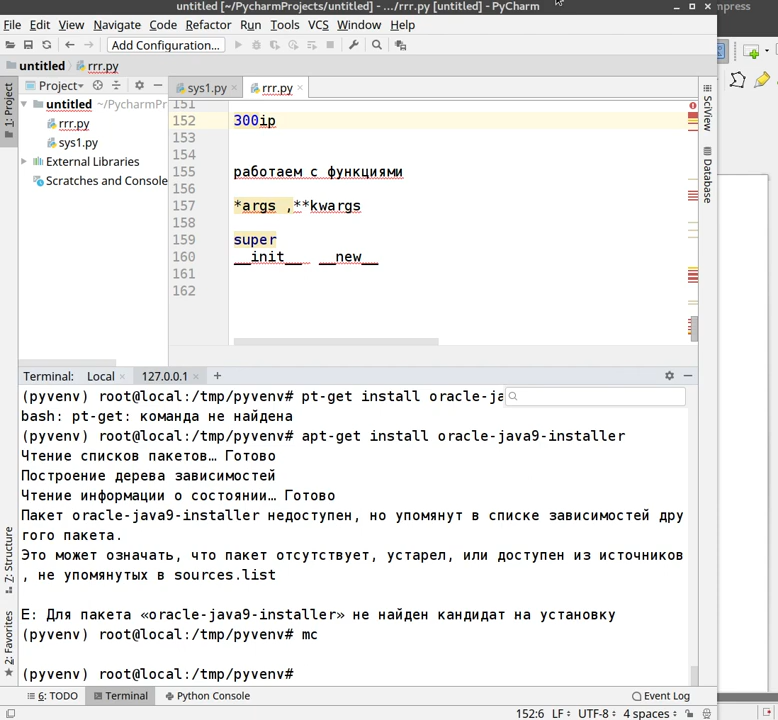 untitled [~/PycharmProjects/untitled] - .../rrr.py [untitled] - PyCharm
File Edit View Navigate Code Refactor Run Tools VCS Window Help
Add Configuration...
untitled rrr.py
Project sys1.py rrr.py
untitled ~/PycharmPr
rrr.py
sys1.py
External Libraries
Scratches and Console
1: Project
Z: Structure
2: Favorites
SciView
Database
151
152 300ip
153
154
155 работаем с функциями
156
157 *args ,**kwargs
158
159 super
160 __init__ __new__
161
162
Terminal: Local 127.0.0.1 +
(pyvenv) root@local:/tmp/pyvenv# pt-get install oracle-ja
bash: pt-get: команда не найдена
(pyvenv) root@local:/tmp/pyvenv# apt-get install oracle-java9-installer
Чтение списков пакетов… Готово
Построение дерева зависимостей
Чтение информации о состоянии… Готово
Пакет oracle-java9-installer недоступен, но упомянут в списке зависимостей дру
гого пакета.
Это может означать, что пакет отсутствует, устарел, или доступен из источников
, не упомянутых в sources.list
E: Для пакета «oracle-java9-installer» не найден кандидат на установку
(pyvenv) root@local:/tmp/pyvenv# mc
(pyvenv) root@local:/tmp/pyvenv#
6: TODO Terminal Python Console Event Log
152:6 LF UTF-8 4 spaces